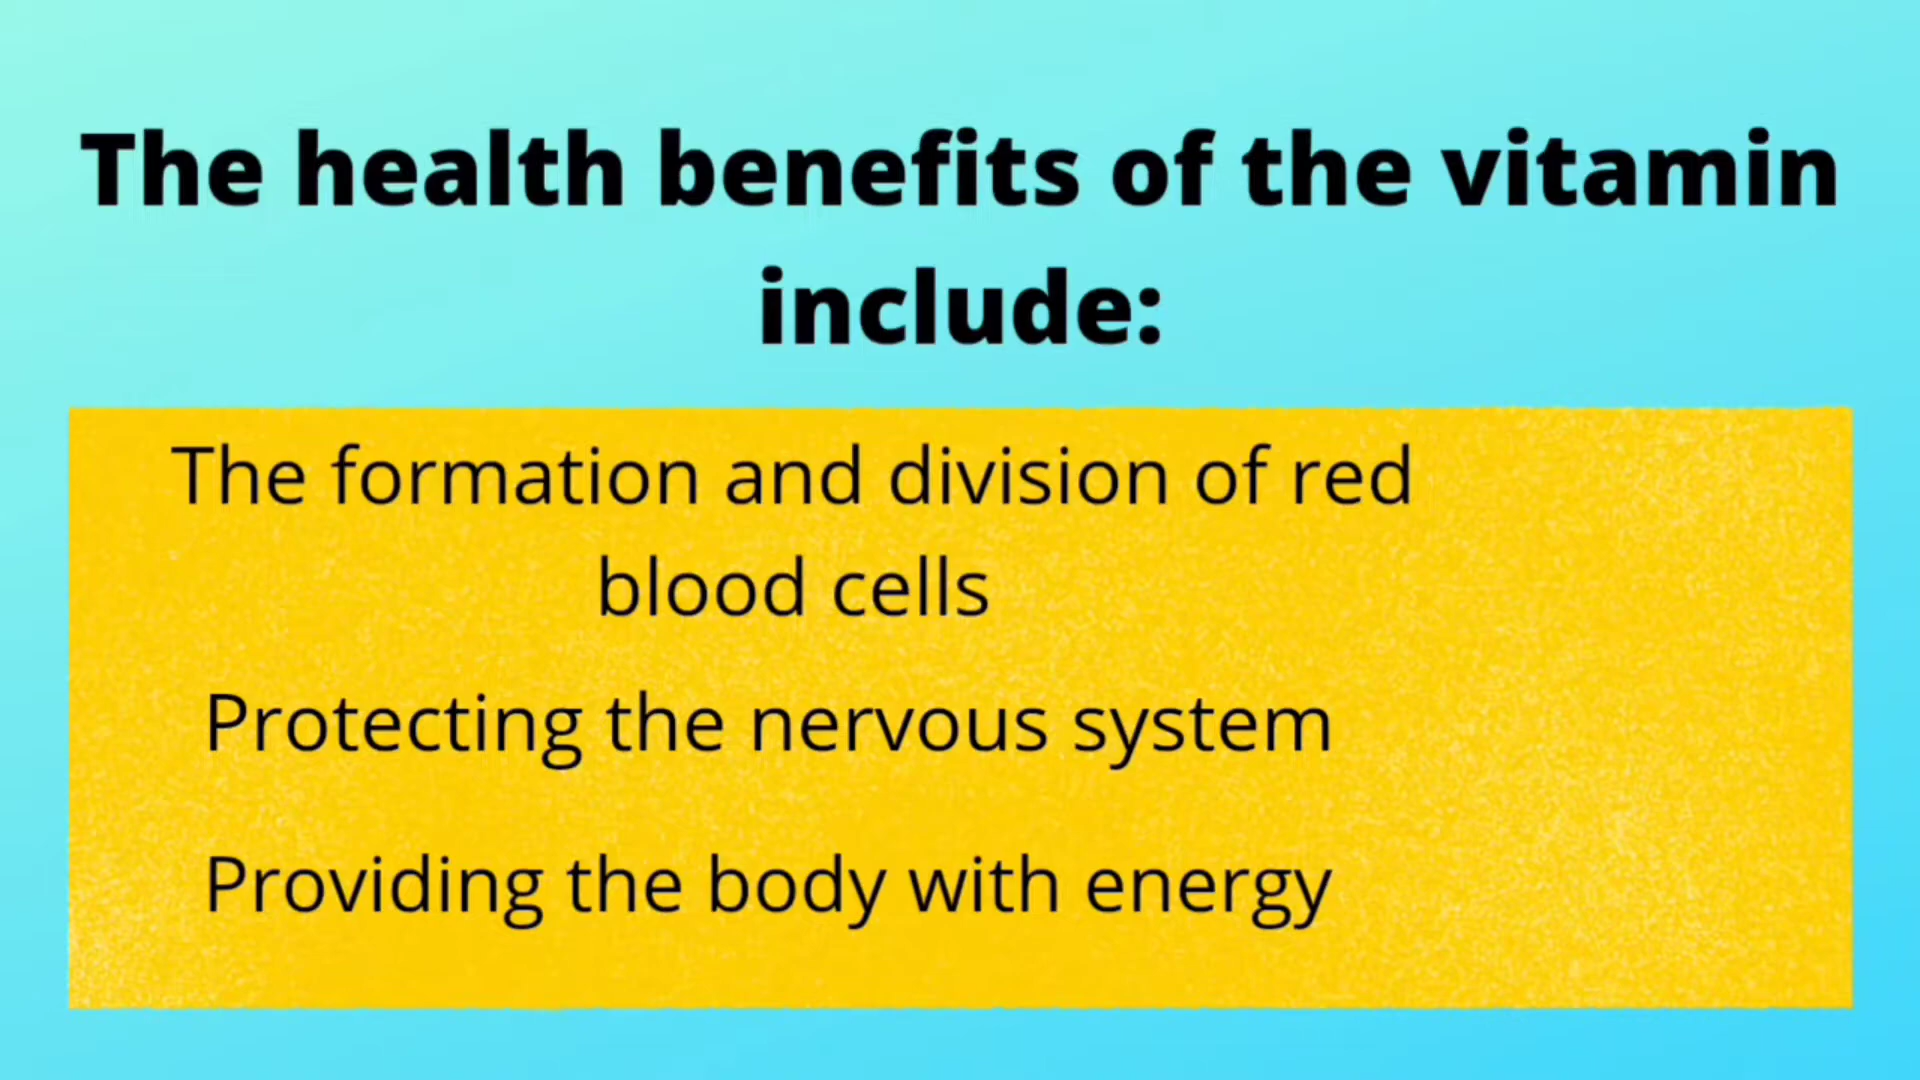 The health benefits of the vitamin
include:
The formation and division of red
blood cells
Protecting the nervous system
Providing the body with energy